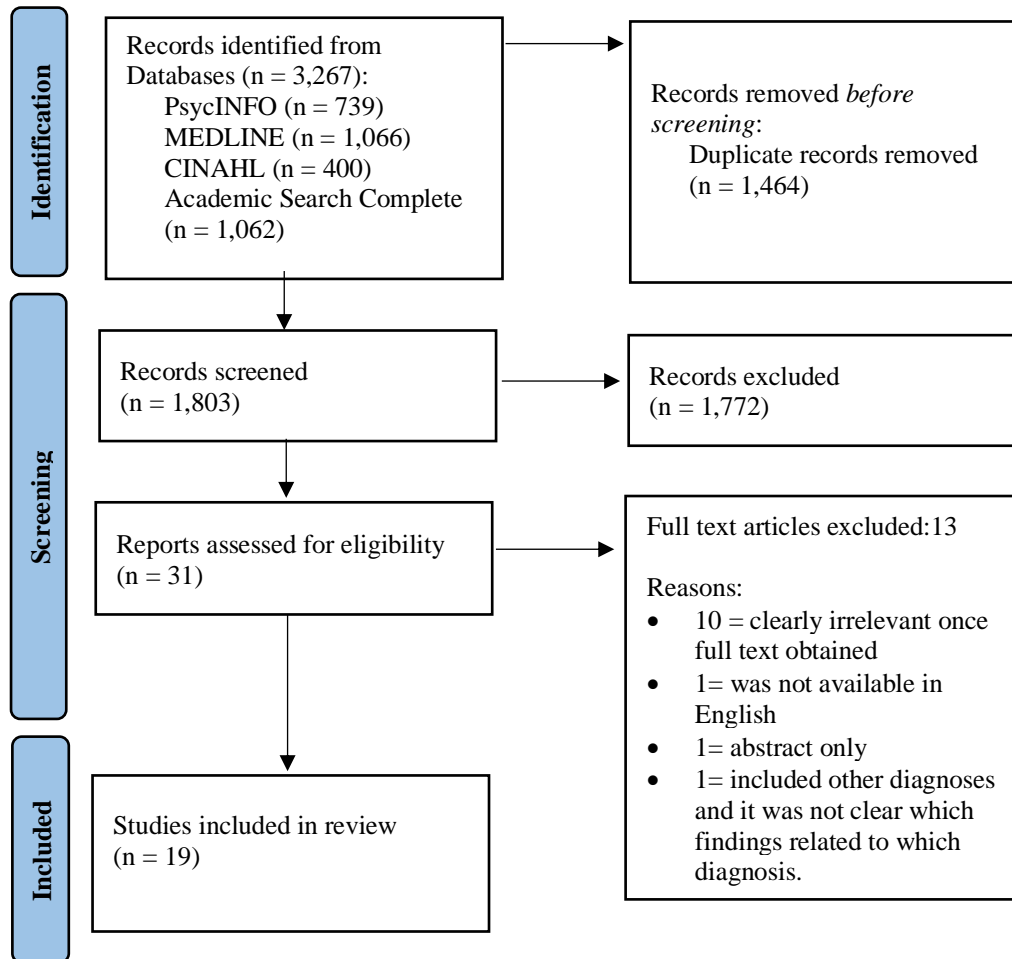 Identification
Records identified from
Databases (n = 3,267):
PsycINFO (n = 739)
MEDLINE (n = 1,066)
CINAHL (n = 400)
Academic Search Complete
(n = 1,062)
Records removed before
screening:
Duplicate records removed
(n = 1,464)
Screening
Records screened
(n = 1,803)
Records excluded
(n = 1,772)
Reports assessed for eligibility
(n = 31)
Full text articles excluded:13
Reasons:
• 10 = clearly irrelevant once
full text obtained
• 1= was not available in
English
• 1= abstract only
• 1= included other diagnoses
and it was not clear which
findings related to which
diagnosis.
Included
Studies included in review
(n = 19)